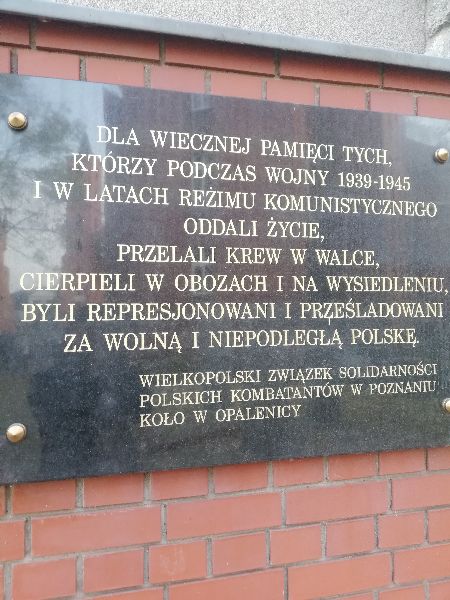 DLA WIECZNEJ PAMIĘCI TYCH,
KTÓRZY PODCZAS WOJNY 1939-1945
I W LATACH REŻIMU KOMUNISTYCZNEGO
ODDALI ŻYCIE,
PRZELALI KREW W WALCE,
CIERPIELI W OBOZACH I NA WYSIEDLENIU,
BYLI REPRESJONOWANI I PRZEŚLADOWANI
ZA WOLNĄ I NIEPODLEGŁĄ POLSKĘ.
WIELKOPOLSKI ZWIĄZEK SOLIDARNOŚCI
POLSKICH KOMBATANTÓW W POZNANIU
KOŁO W OPALENICY